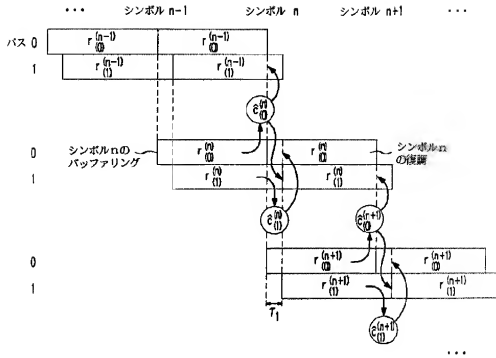 ... シンボル n-1 シンボル n シンボル n+1 ...
パス 0 r(0)(n-1) r(0)(n-1)
1 r(1)(n-1) r(1)(n-1)
ĉ(0)(n)
シンボルnの
バッファリング
0 r(0)(n) r(0)(n)
シンボルn
の復調
1 r(1)(n) r(1)(n)
ĉ(1)(n) ĉ(0)(n+1)
0 r(0)(n+1) r(0)(n+1)
1 r(1)(n+1) r(1)(n+1)
τ1
ĉ(1)(n+1)
...